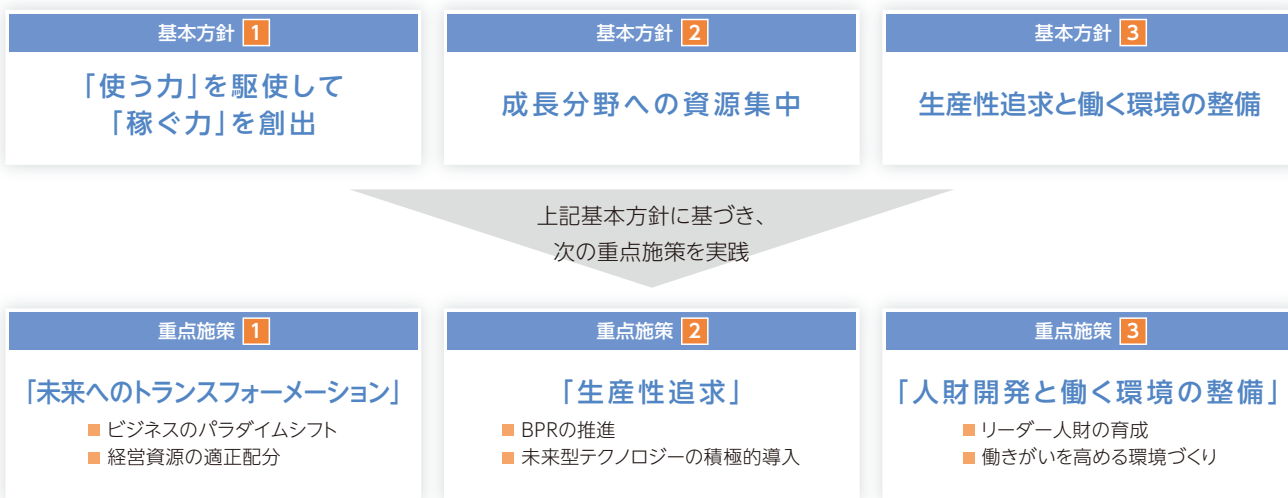 基本方針 1
「使う力」を駆使して
「稼ぐ力」を創出
基本方針 2
成長分野への資源集中
基本方針 3
生産性追求と働く環境の整備
上記基本方針に基づき、
次の重点施策を実践
重点施策 1
「未来へのトランスフォーメーション」
■ ビジネスのパラダイムシフト
■ 経営資源の適正配分
重点施策 2
「生産性追求」
■ BPRの推進
■ 未来型テクノロジーの積極的導入
重点施策 3
「人財開発と働く環境の整備」
■ リーダー人財の育成
■ 働きがいを高める環境づくり